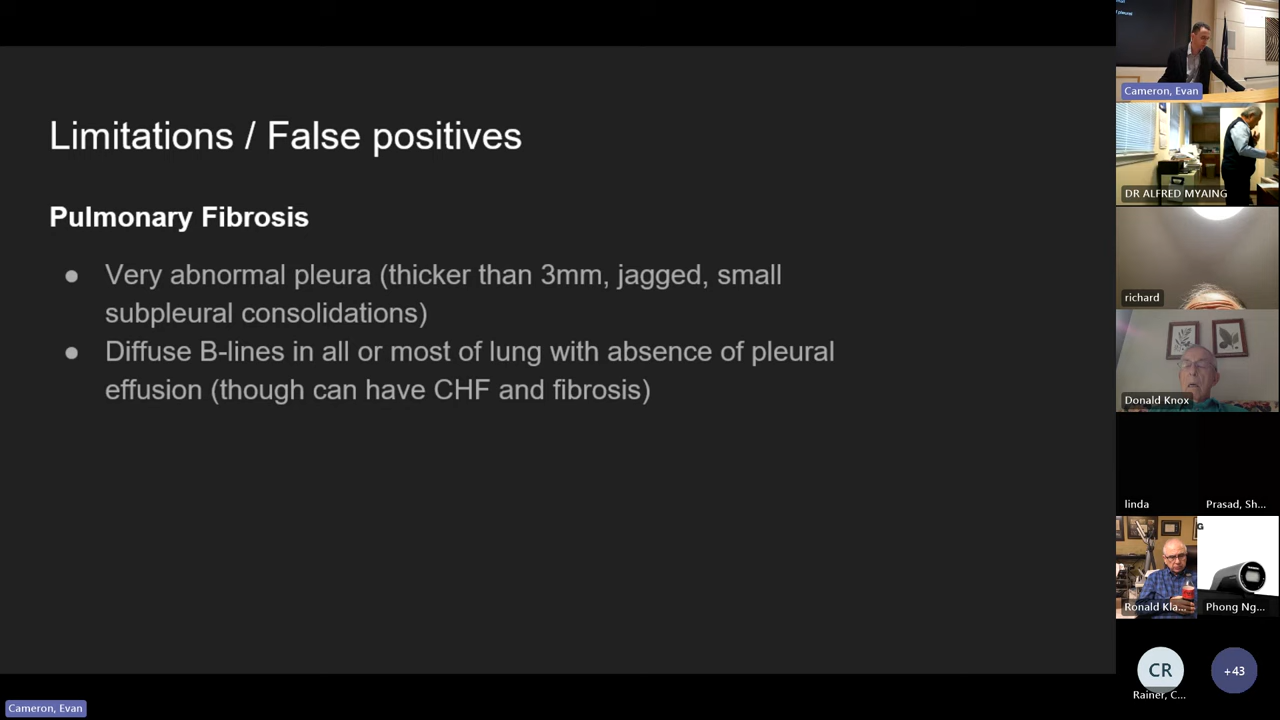 Limitations / False positives
Pulmonary Fibrosis
● Very abnormal pleura (thicker than 3mm, jagged, small
subpleural consolidations)
● Diffuse B-lines in all or most of lung with absence of pleural
effusion (though can have CHF and fibrosis)
Cameron, Evan
Cameron, Evan
DR ALFRED MYAING
richard
Donald Knox
linda
Prasad, Sh...
Ronald Kla...
Phong Ng...
CR
Rainer, C...
+43